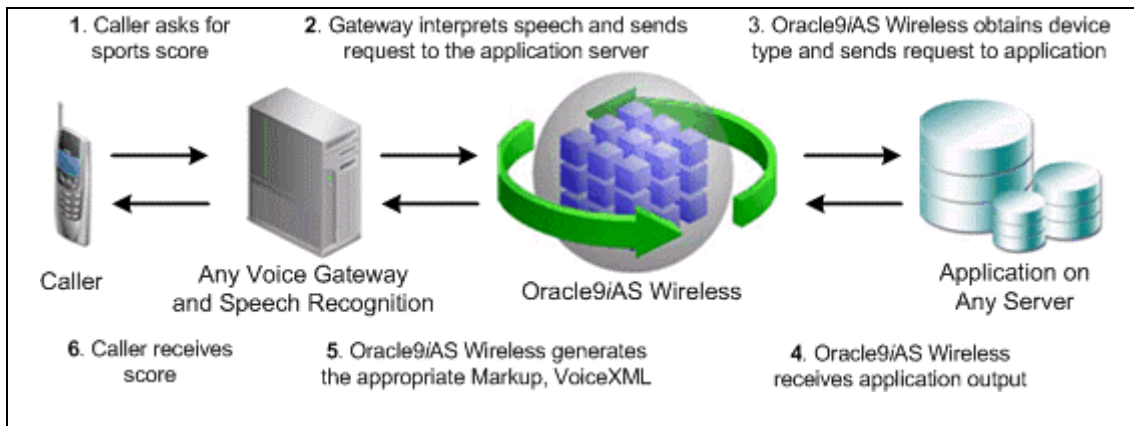 1. Caller asks for
sports score
2. Gateway interprets speech and sends
request to the application server
3. Oracle9iAS Wireless obtains device
type and sends request to application
Caller
Any Voice Gateway
and Speech Recognition
Oracle9iAS Wireless
Application on
Any Server
6. Caller receives
score
5. Oracle9iAS Wireless generates
the appropriate Markup, VoiceXML
4. Oracle9iAS Wireless
receives application output